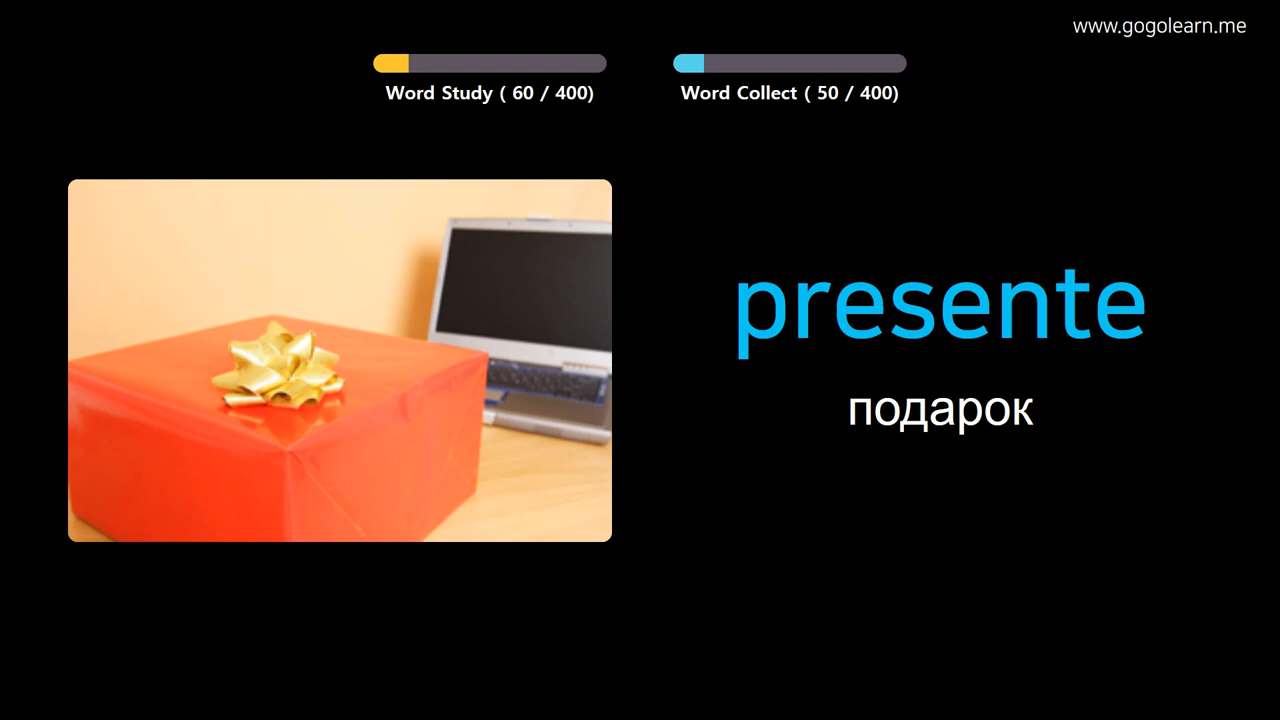 www.gogolearn.me
Word Study ( 60 / 400)
Word Collect ( 50 / 400)
presente
подарок